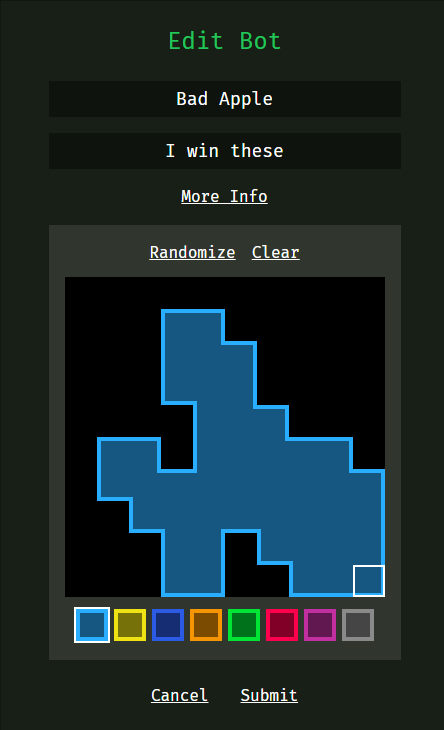 Edit Bot
Bad Apple
I win these
More Info
Randomize Clear
Cancel Submit